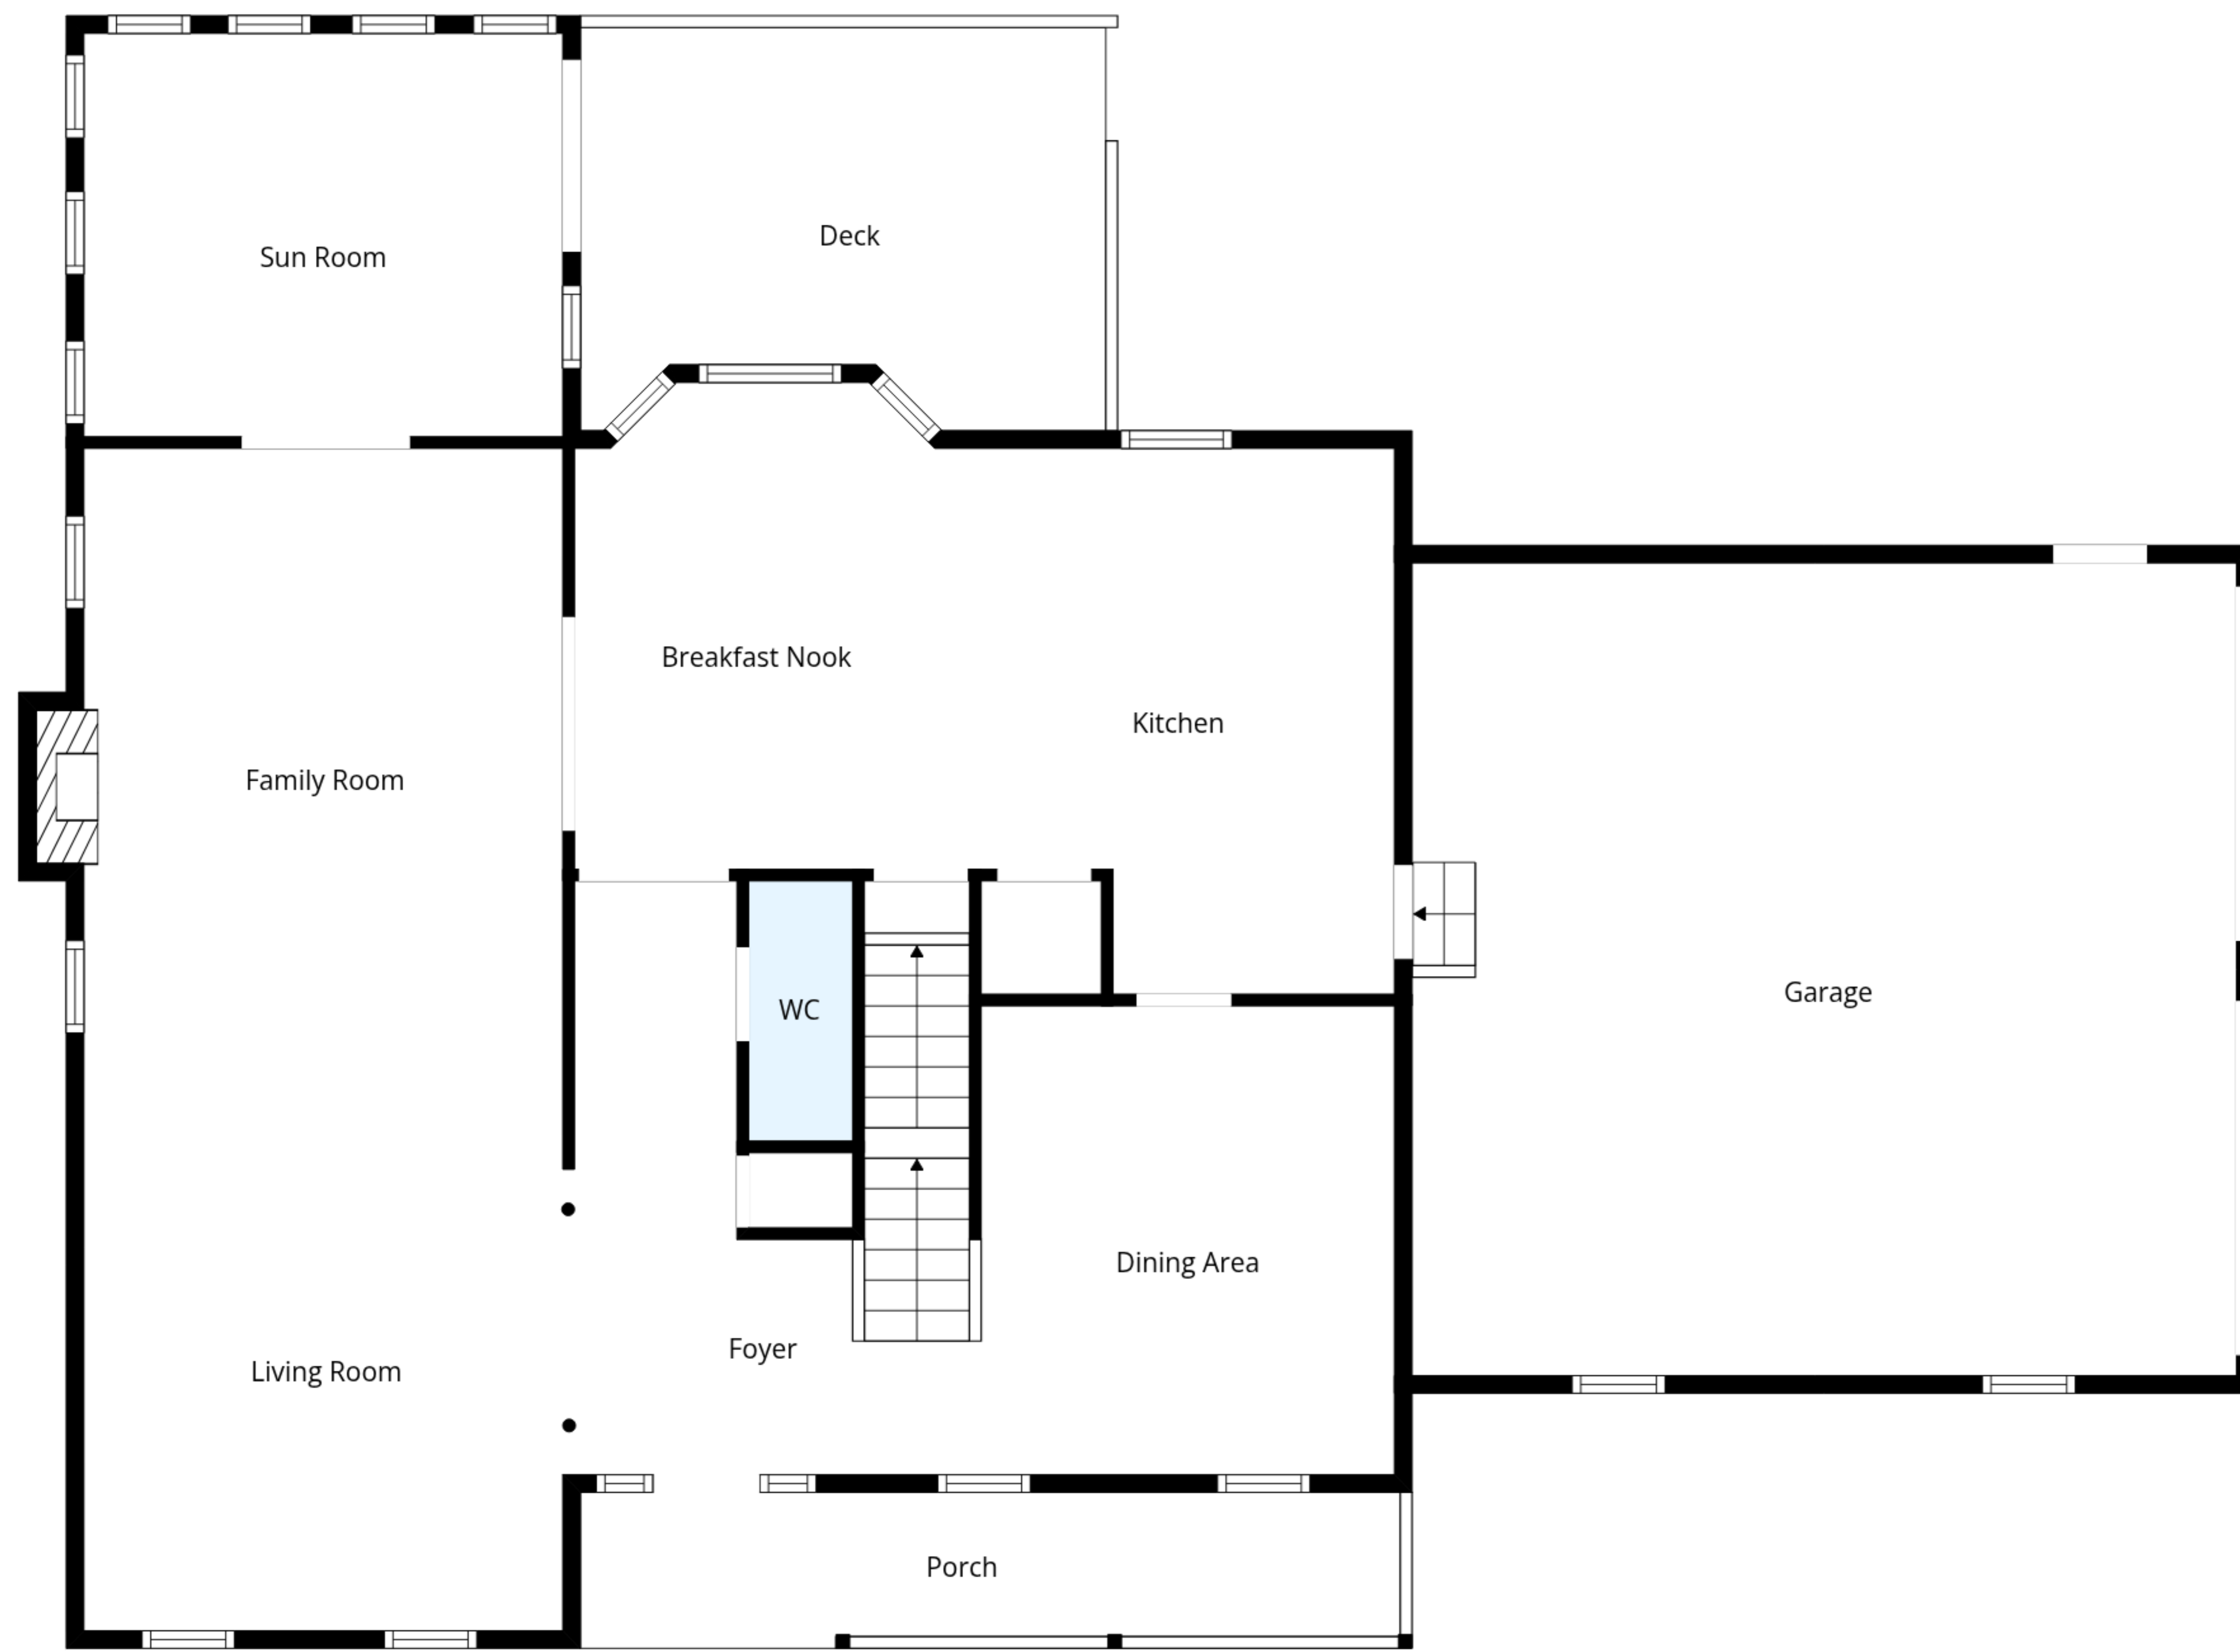 Deck
Sun Room
Breakfast Nook
Kitchen
Family Room
Garage
WC
Dining Area
Foyer
Living Room
Porch